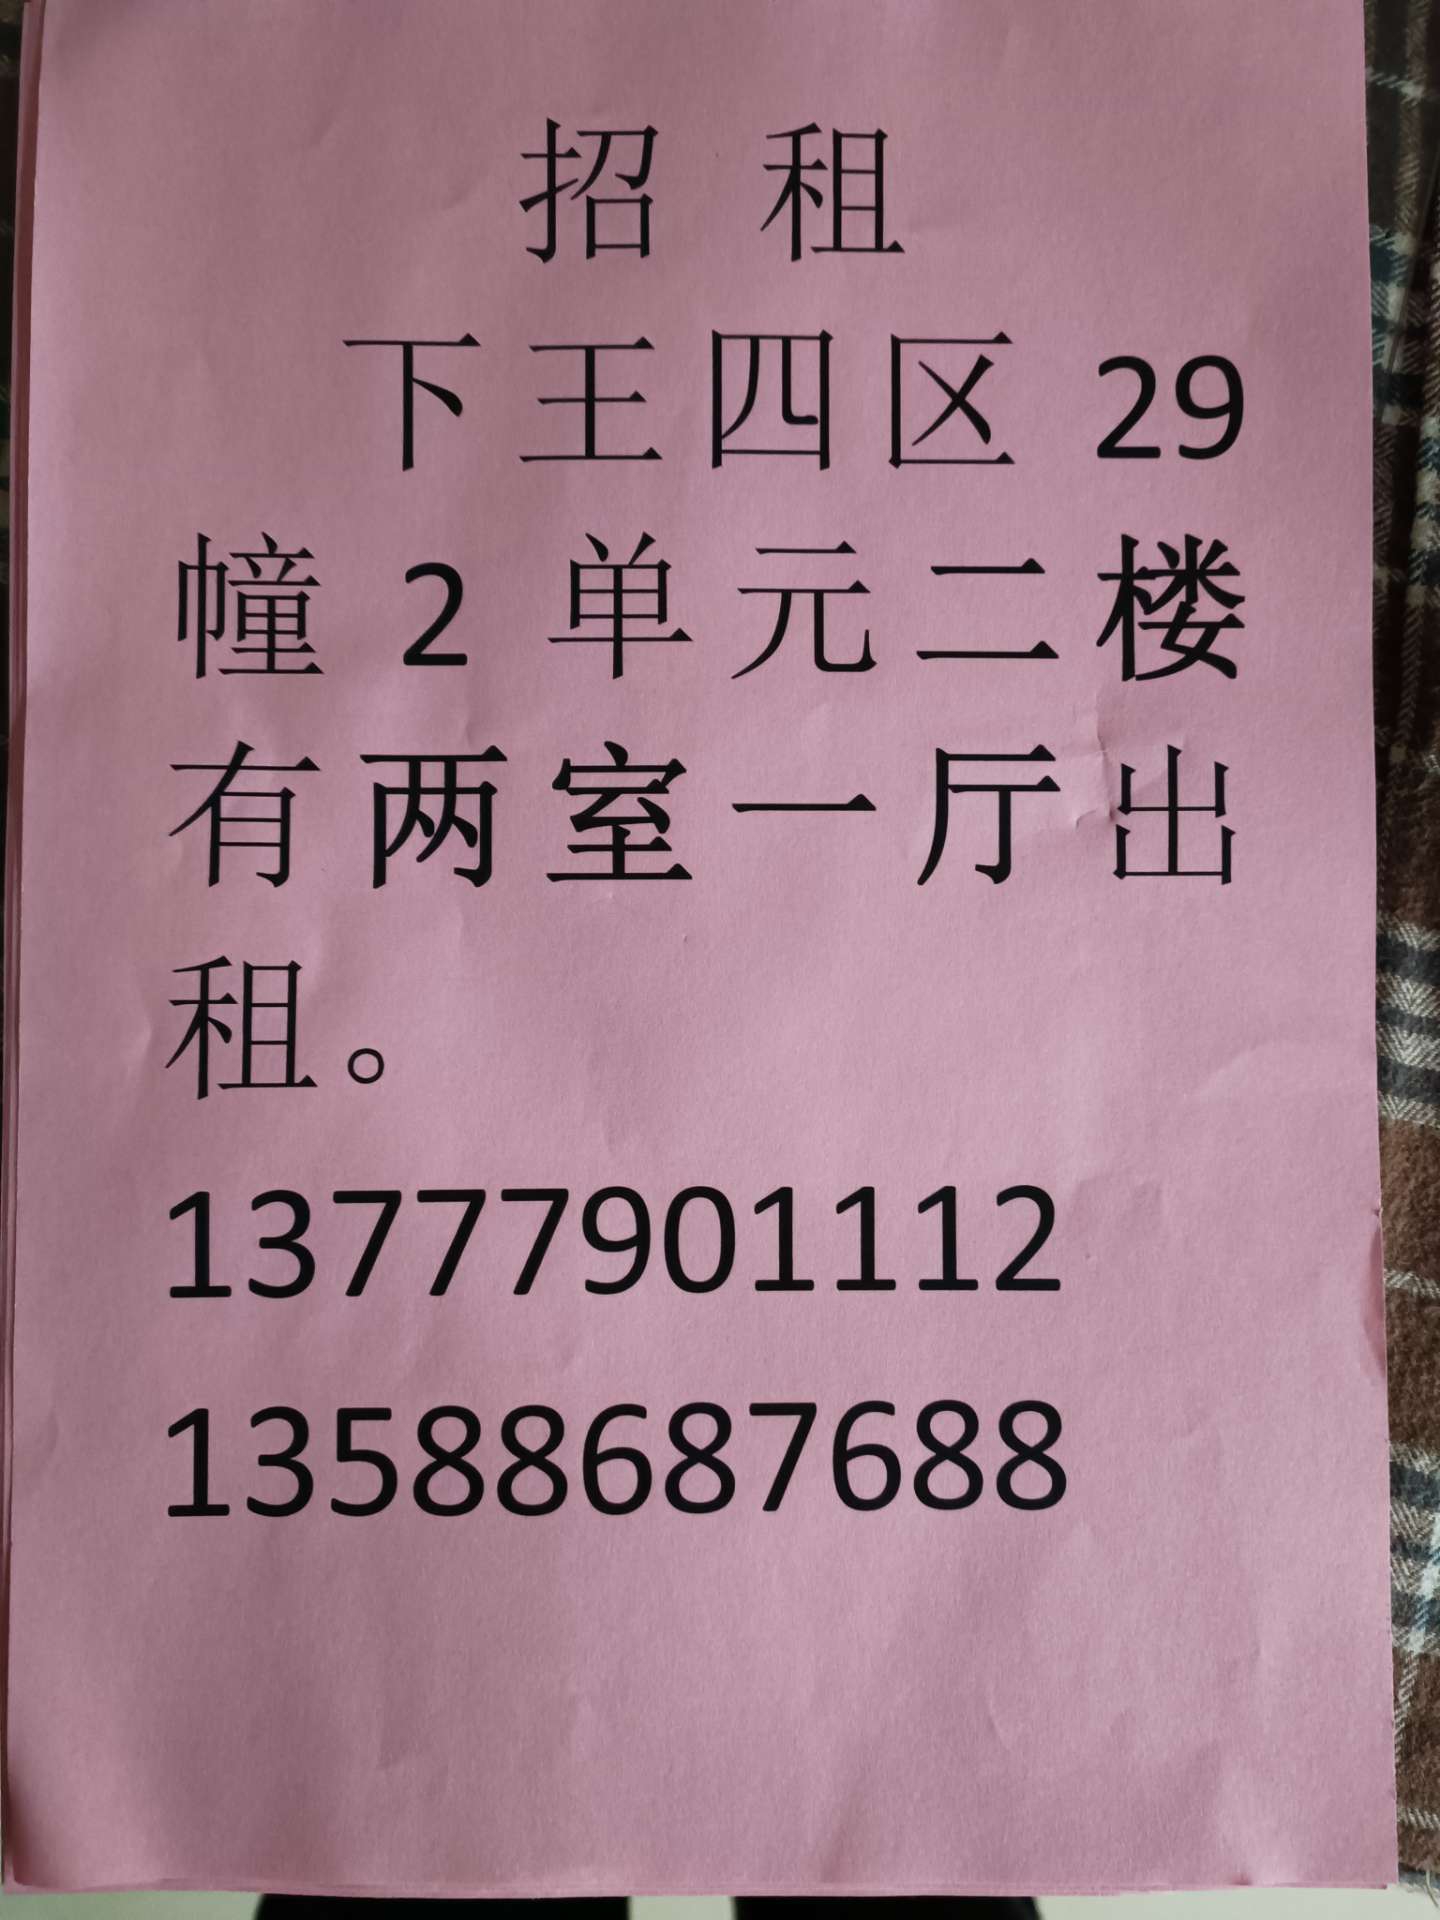 招 租
下王四区 29
幢 2 单元二楼
有两室一厅出
租。
13777901112
13588687688